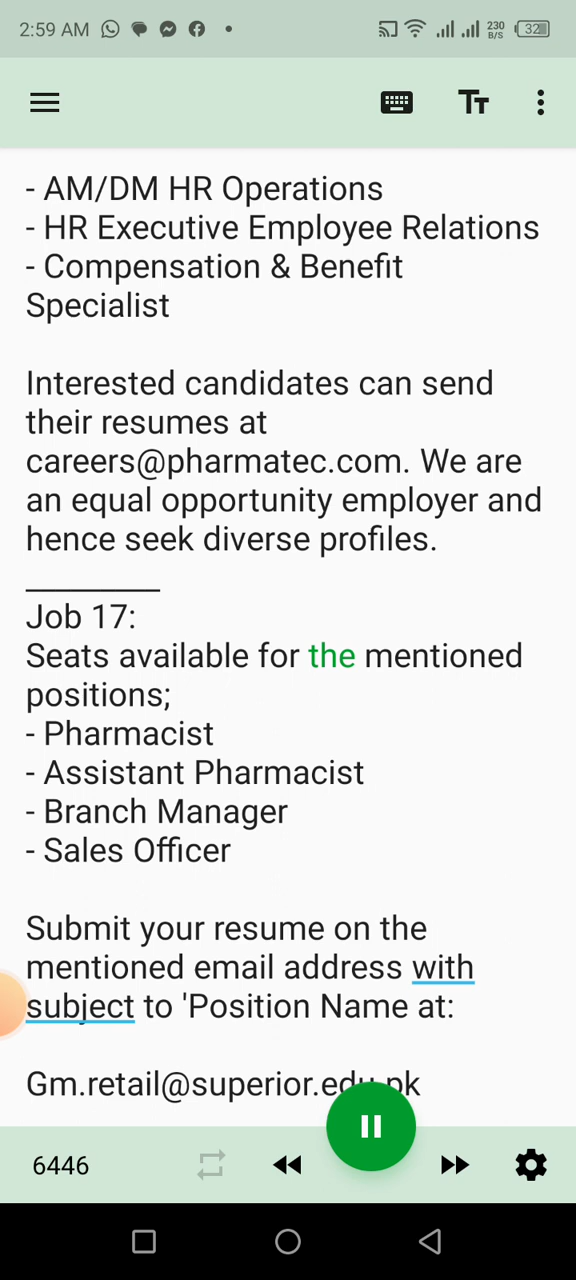 2:59 AM
230
B/S
32
TT
- AM/DM HR Operations
- HR Executive Employee Relations
- Compensation & Benefit
Specialist
Interested candidates can send
their resumes at
careers@pharmatec.com. We are
an equal opportunity employer and
hence seek diverse profiles.
__________
Job 17:
Seats available for the mentioned
positions;
- Pharmacist
- Assistant Pharmacist
- Branch Manager
- Sales Officer
Submit your resume on the
mentioned email address with
subject to 'Position Name at:
Gm.retail@superior.edu.pk
6446